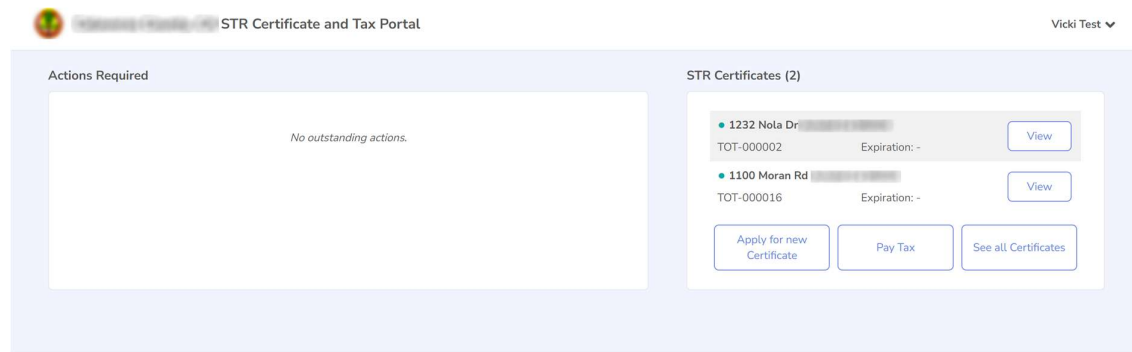 STR Certificate and Tax Portal
Vicki Test
Actions Required
No outstanding actions.
STR Certificates (2)
1232 Nola Dr
TOT-000002 Expiration: -
View
1100 Moran Rd
TOT-000016 Expiration: -
View
Apply for new
Certificate
Pay Tax
See all Certificates